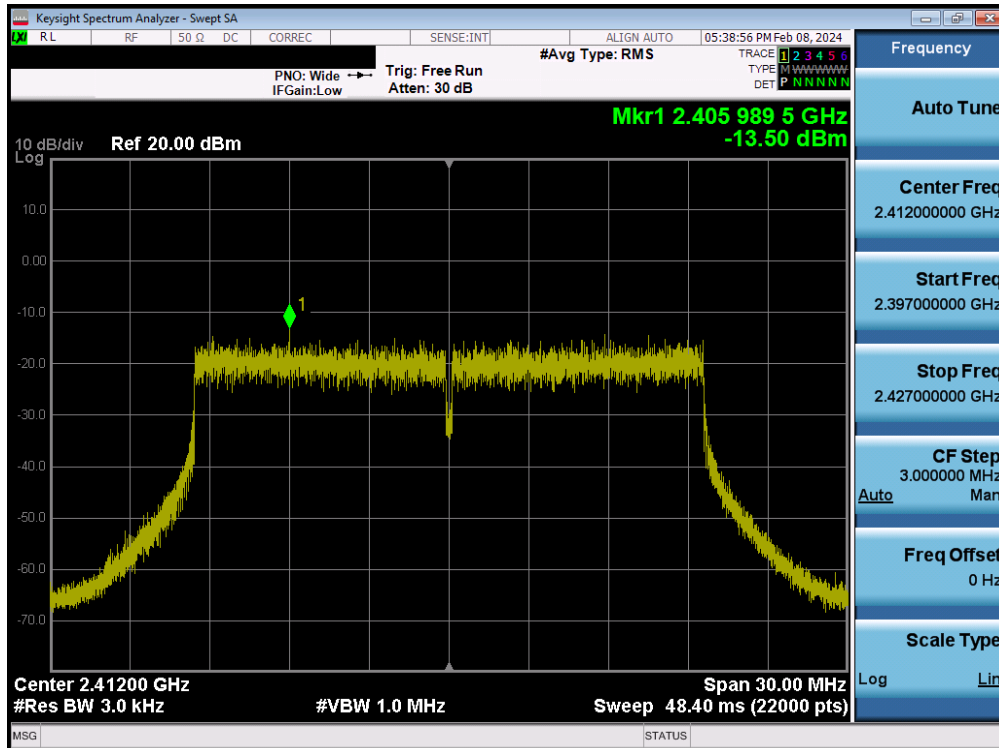 Keysight Spectrum Analyzer - Swept SA
LXI RL RF 50 Ω DC CORREC SENSE:INT ALIGN AUTO 05:38:56 PM Feb 08, 2024
#Avg Type: RMS TRACE 1 2 3 4 5 6
PNO: Wide Trig: Free Run TYPE M W W W W W
IFGain:Low Atten: 30 dB DET P N N N N N
Mkr1 2.405 989 5 GHz
-13.50 dBm
10 dB/div Ref 20.00 dBm
Log
10.0
0.00
1
-10.0
-20.0
-30.0
-40.0
-50.0
-60.0
-70.0
Center 2.41200 GHz Span 30.00 MHz
#Res BW 3.0 kHz #VBW 1.0 MHz Sweep 48.40 ms (22000 pts)
MSG STATUS
Frequency
Auto Tune
Center Freq
2.412000000 GHz
Start Freq
2.397000000 GHz
Stop Freq
2.427000000 GHz
CF Step
3.000000 MHz
Auto Man
Freq Offset
0 Hz
Scale Type
Log Lin